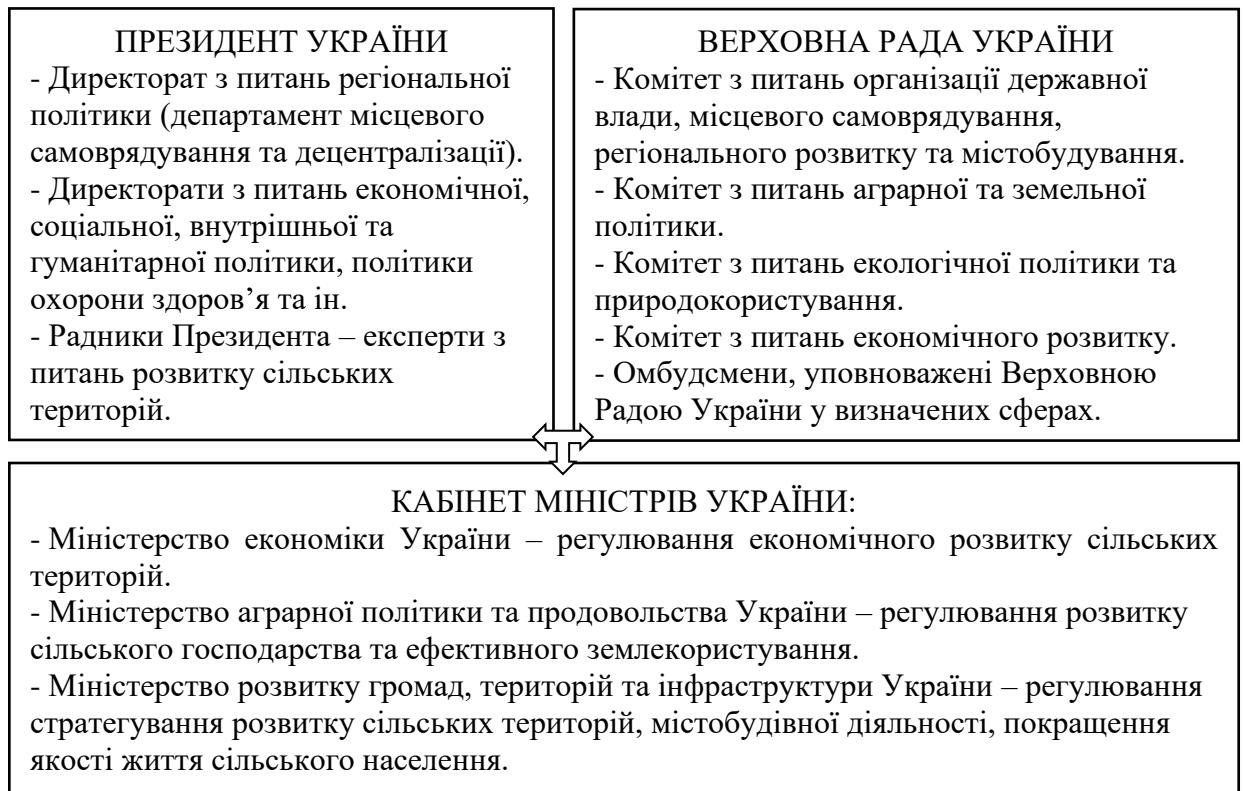 ПРЕЗИДЕНТ УКРАЇНИ
- Директорат з питань регіональної
політики (департамент місцевого
самоврядування та децентралізації).
- Директорати з питань економічної,
соціальної, внутрішньої та
гуманітарної політики, політики
охорони здоров’я та ін.
- Радники Президента – експерти з
питань розвитку сільських
територій.
ВЕРХОВНА РАДА УКРАЇНИ
- Комітет з питань організації державної
влади, місцевого самоврядування,
регіонального розвитку та містобудування.
- Комітет з питань аграрної та земельної
політики.
- Комітет з питань екологічної політики та
природокористування.
- Комітет з питань економічного розвитку.
- Омбудсмени, уповноважені Верховною
Радою України у визначених сферах.
КАБІНЕТ МІНІСТРІВ УКРАЇНИ:
- Міністерство економіки України – регулювання економічного розвитку сільських
територій.
- Міністерство аграрної політики та продовольства України – регулювання розвитку
сільського господарства та ефективного землекористування.
- Міністерство розвитку громад, територій та інфраструктури України – регулювання
стратегування розвитку сільських територій, містобудівної діяльності, покращення
якості життя сільського населення.